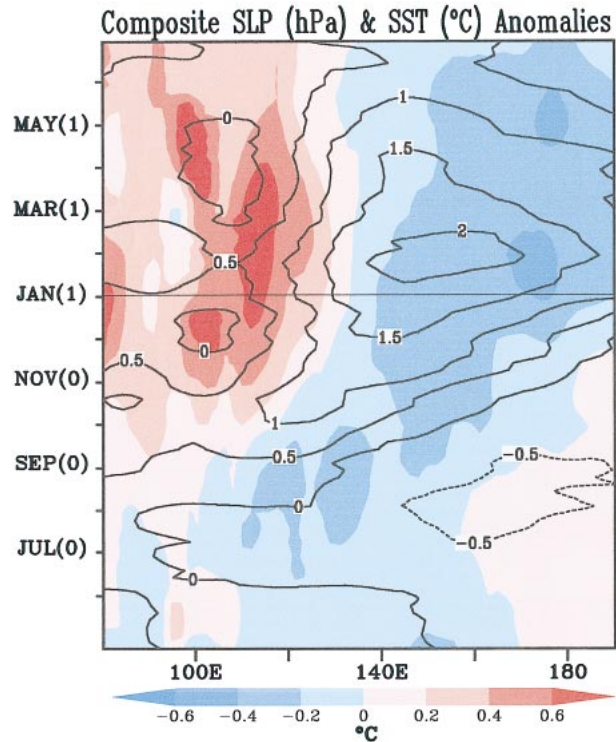 Composite SLP (hPa) & SST (°C) Anomalies
MAY(1)
MAR(1)
JAN(1)
NOV(0)
SEP(0)
JUL(0)
0
1
1.5
2
0.5
1.5
0
0.5
1
0.5
-0.5
0
-0.5
0
100E
140E
180
-0.6
-0.4
-0.2
0
0.2
0.4
0.6
°C